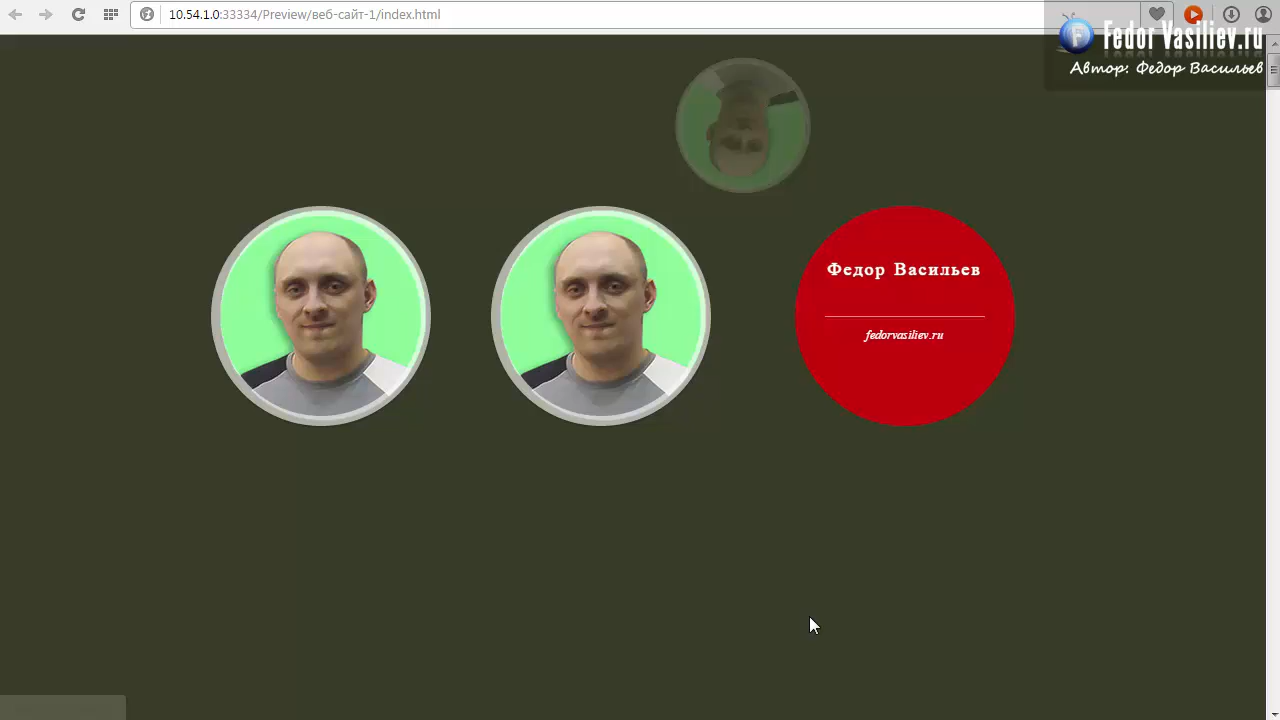 10.54.1.0:33334/Preview/веб-сайт-1/index.html
Fedor Vasiliev.ru
Автор: Федор Васильев
Федор Васильев
fedorvasiliev.ru